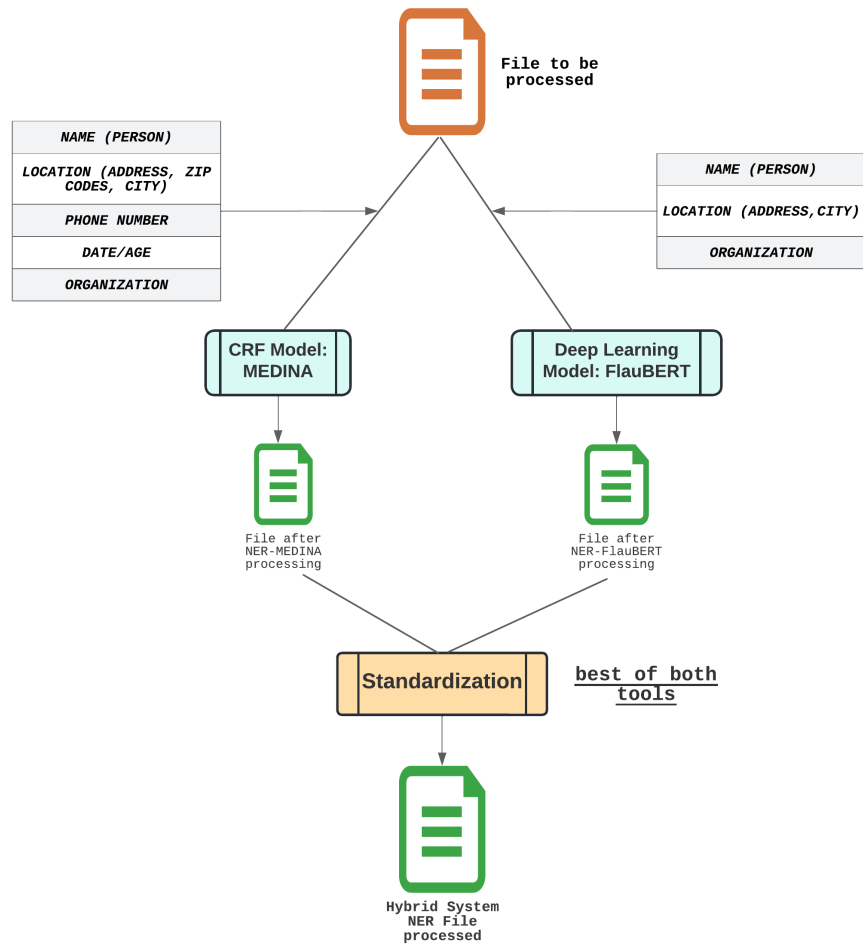 File to be
processed
NAME (PERSON)
LOCATION (ADDRESS, ZIP
CODES, CITY)
PHONE NUMBER
DATE/AGE
ORGANIZATION
NAME (PERSON)
LOCATION (ADDRESS,CITY)
ORGANIZATION
CRF Model:
MEDINA
Deep Learning
Model: FlauBERT
File after
NER-MEDINA
processing
File after
NER-FlauBERT
processing
Standardization
best of both
tools
Hybrid System
NER File
processed